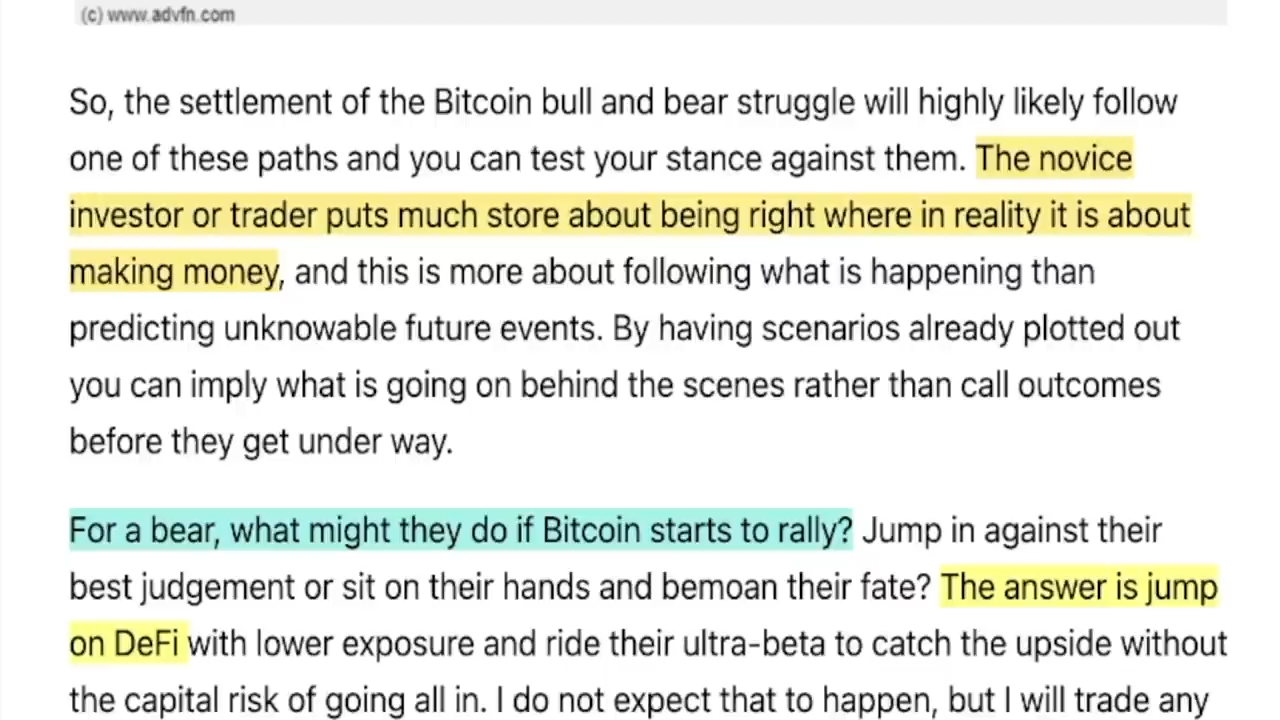 (c) www.advfn.com
So, the settlement of the Bitcoin bull and bear struggle will highly likely follow
one of these paths and you can test your stance against them. The novice
investor or trader puts much store about being right where in reality it is about
making money, and this is more about following what is happening than
predicting unknowable future events. By having scenarios already plotted out
you can imply what is going on behind the scenes rather than call outcomes
before they get under way.
For a bear, what might they do if Bitcoin starts to rally? Jump in against their
best judgement or sit on their hands and bemoan their fate? The answer is jump
on DeFi with lower exposure and ride their ultra-beta to catch the upside without
the capital risk of going all in. I do not expect that to happen, but I will trade any